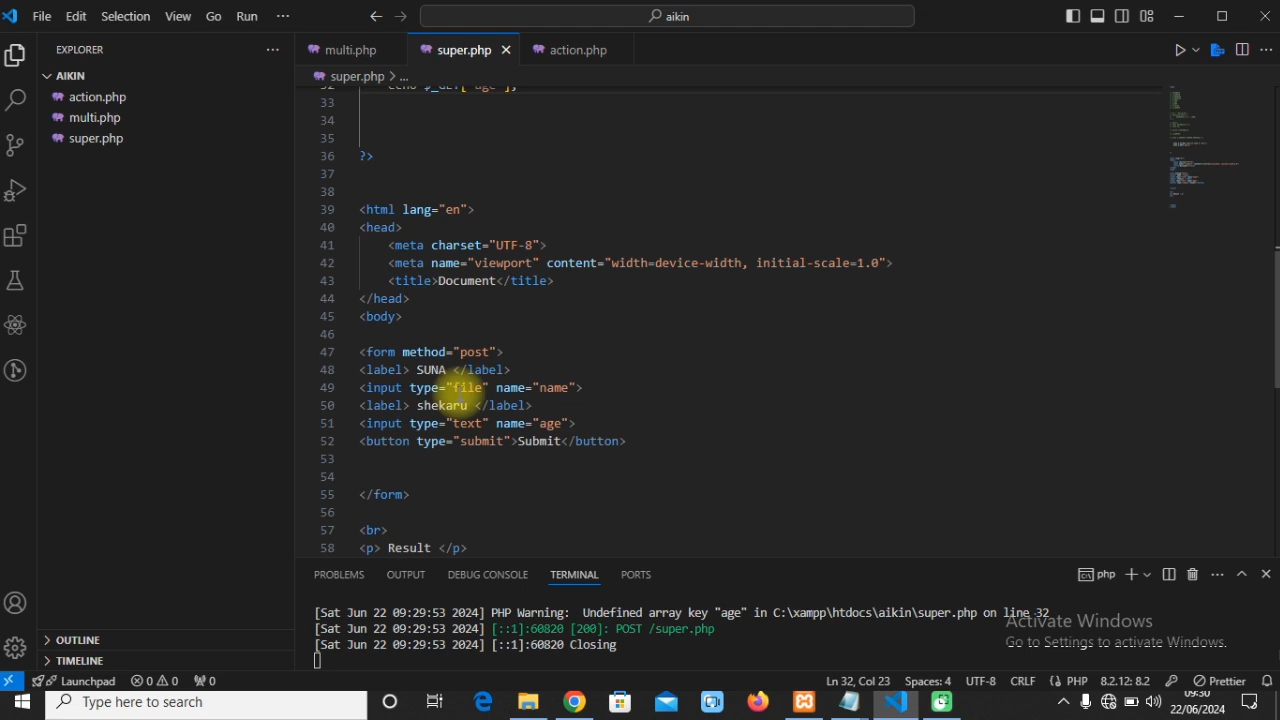 File Edit Selection View Go Run ··· aikin
EXPLORER ···
multi.php super.php action.php
AIKIN
super.php > ...
action.php
multi.php
super.php
32 echo $_GET["age"];
33
34
35
36 ?>
37
38
39 <html lang="en">
40 <head>
41 <meta charset="UTF-8">
42 <meta name="viewport" content="width=device-width, initial-scale=1.0">
43 <title>Document</title>
44 </head>
45 <body>
46
47 <form method="post">
48 <label> SUNA </label>
49 <input type="file" name="name">
50 <label> shekaru </label>
51 <input type="text" name="age">
52 <button type="submit">Submit</button>
53
54
55 </form>
56
57 <br>
58 <p> Result </p>
PROBLEMS OUTPUT DEBUG CONSOLE TERMINAL PORTS php
[Sat Jun 22 09:29:53 2024] PHP Warning: Undefined array key "age" in C:\xampp\htdocs\aikin\super.php on line 32
[Sat Jun 22 09:29:53 2024] [::1]:60820 [200]: POST /super.php
[Sat Jun 22 09:29:53 2024] [::1]:60820 Closing
Activate Windows
Go to Settings to activate Windows.
OUTLINE
TIMELINE
Launchpad 0 0 0 Ln 32, Col 23 Spaces: 4 UTF-8 CRLF {} PHP 8.2.12: 8.2 Prettier
Type here to search
09:30
22/06/2024